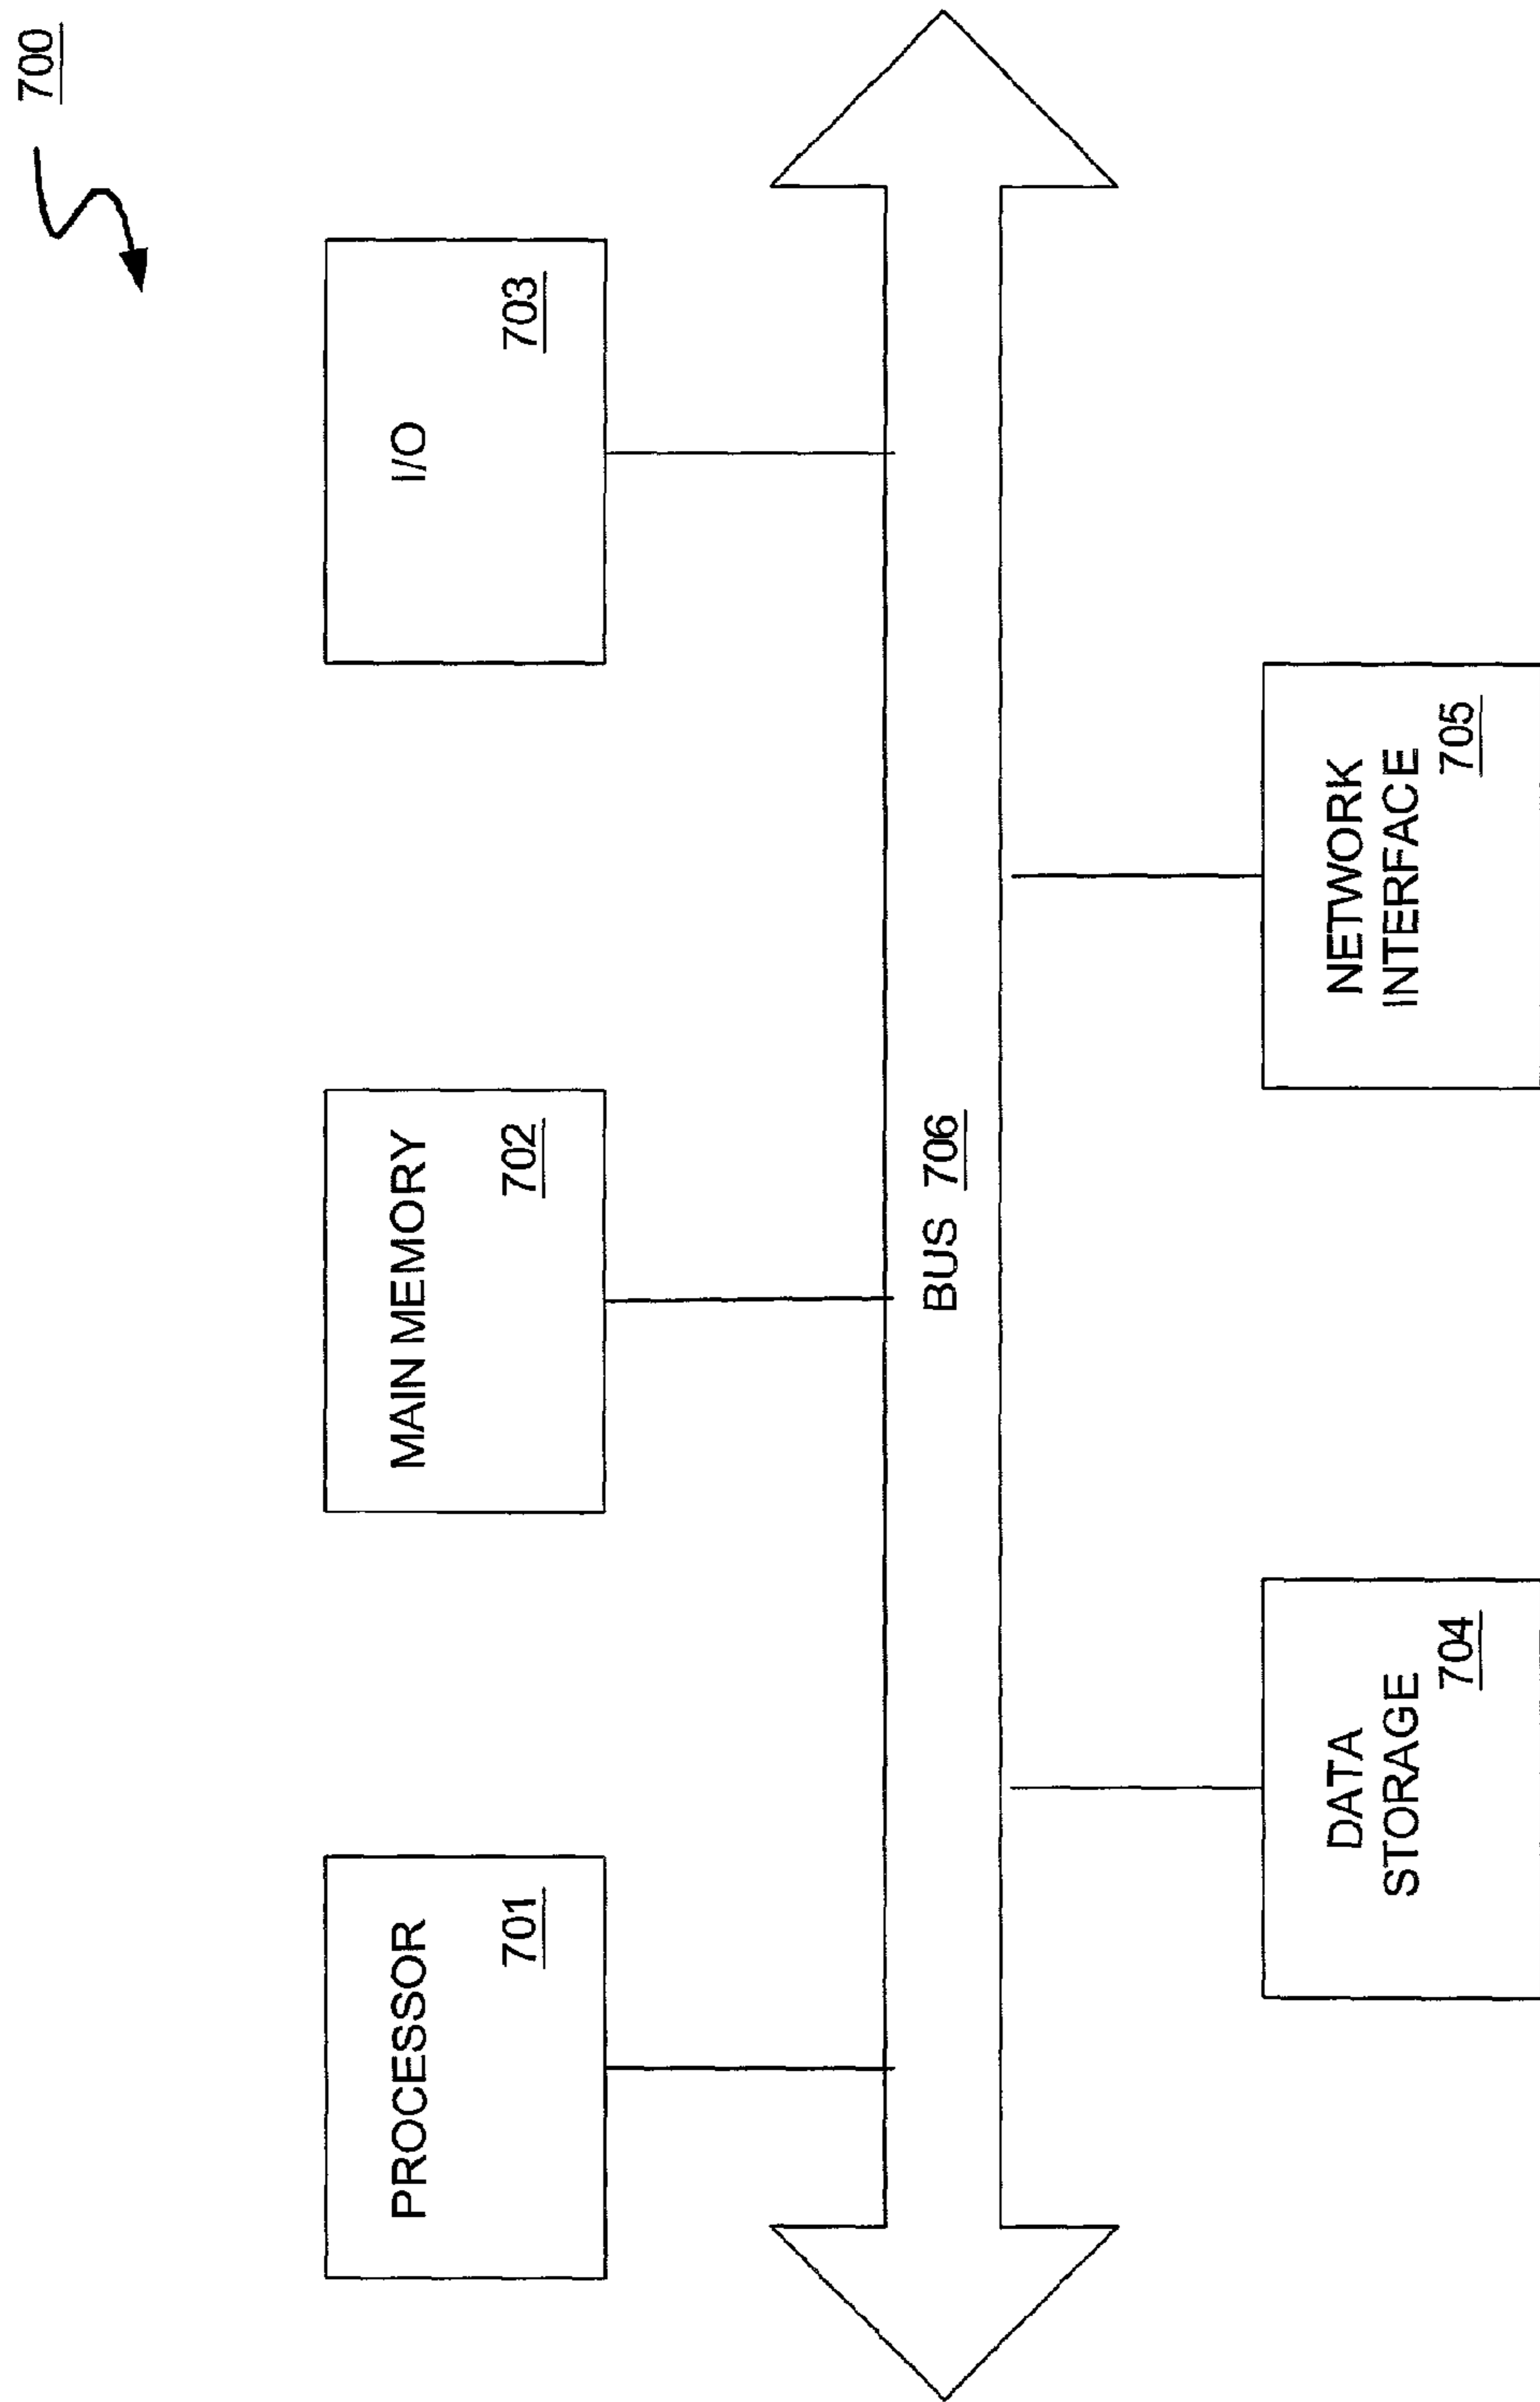 700
PROCESSOR
701
MAIN MEMORY
702
I/O
703
BUS 706
DATA
STORAGE
704
NETWORK
INTERFACE
705